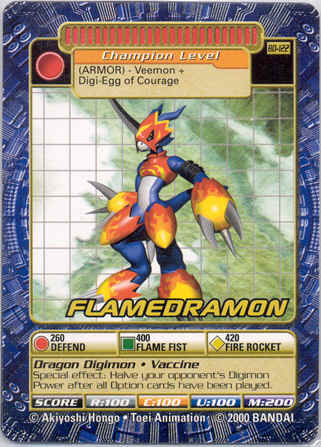 BO-122
Champion Level
(ARMOR) - Veemon +
Digi-Egg of Courage
FLAMEDRAMON
260 DEFEND
400 FLAME FIST
420 FIRE ROCKET
Dragon Digimon • Vaccine
Special effect: Halve your opponent's Digimon
Power after all Option cards have been played.
SCORE R:100 C:100 U:100 M:200
© Akiyoshi Hongo • Toei Animation © 2000 BANDAI